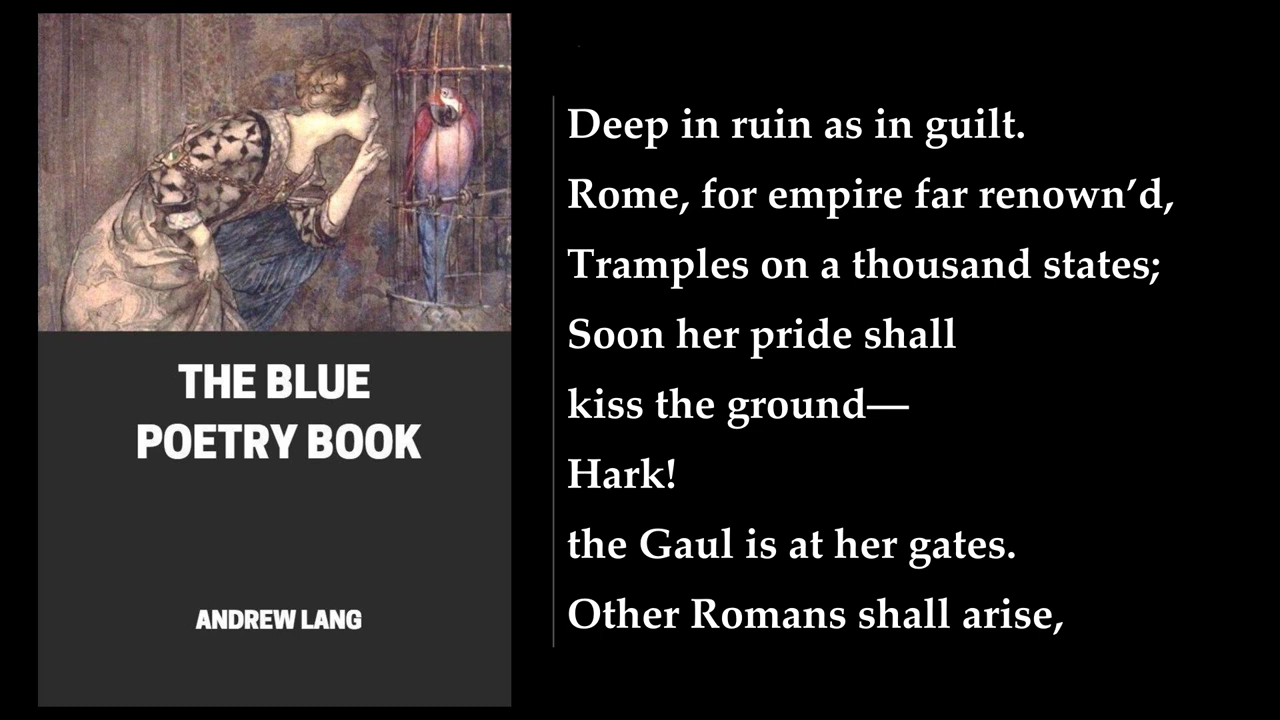 THE BLUE
POETRY BOOK
ANDREW LANG
Deep in ruin as in guilt.
Rome, for empire far renown’d,
Tramples on a thousand states;
Soon her pride shall
kiss the ground—
Hark!
the Gaul is at her gates.
Other Romans shall arise,